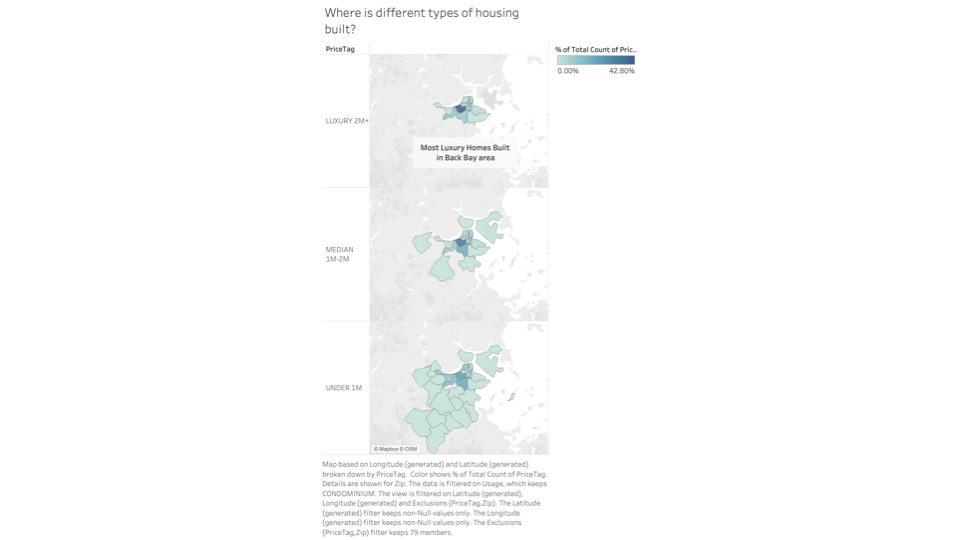 Where is different types of housing
built?
PriceTag
% of Total Count of Pric..
0.00% 42.80%
LUXURY 2M+
Most Luxury Homes Built
in Back Bay area
MEDIAN
1M-2M
UNDER 1M
© Mapbox © OSM
Map based on Longitude (generated) and Latitude (generated)
broken down by PriceTag. Color shows % of Total Count of PriceTag.
Details are shown for Zip. The data is filtered on Usage, which keeps
CONDOMINIUM. The view is filtered on Latitude (generated),
Longitude (generated) and Exclusions (PriceTag,Zip). The Latitude
(generated) filter keeps non-Null values only. The Longitude
(generated) filter keeps non-Null values only. The Exclusions
(PriceTag,Zip) filter keeps 79 members.